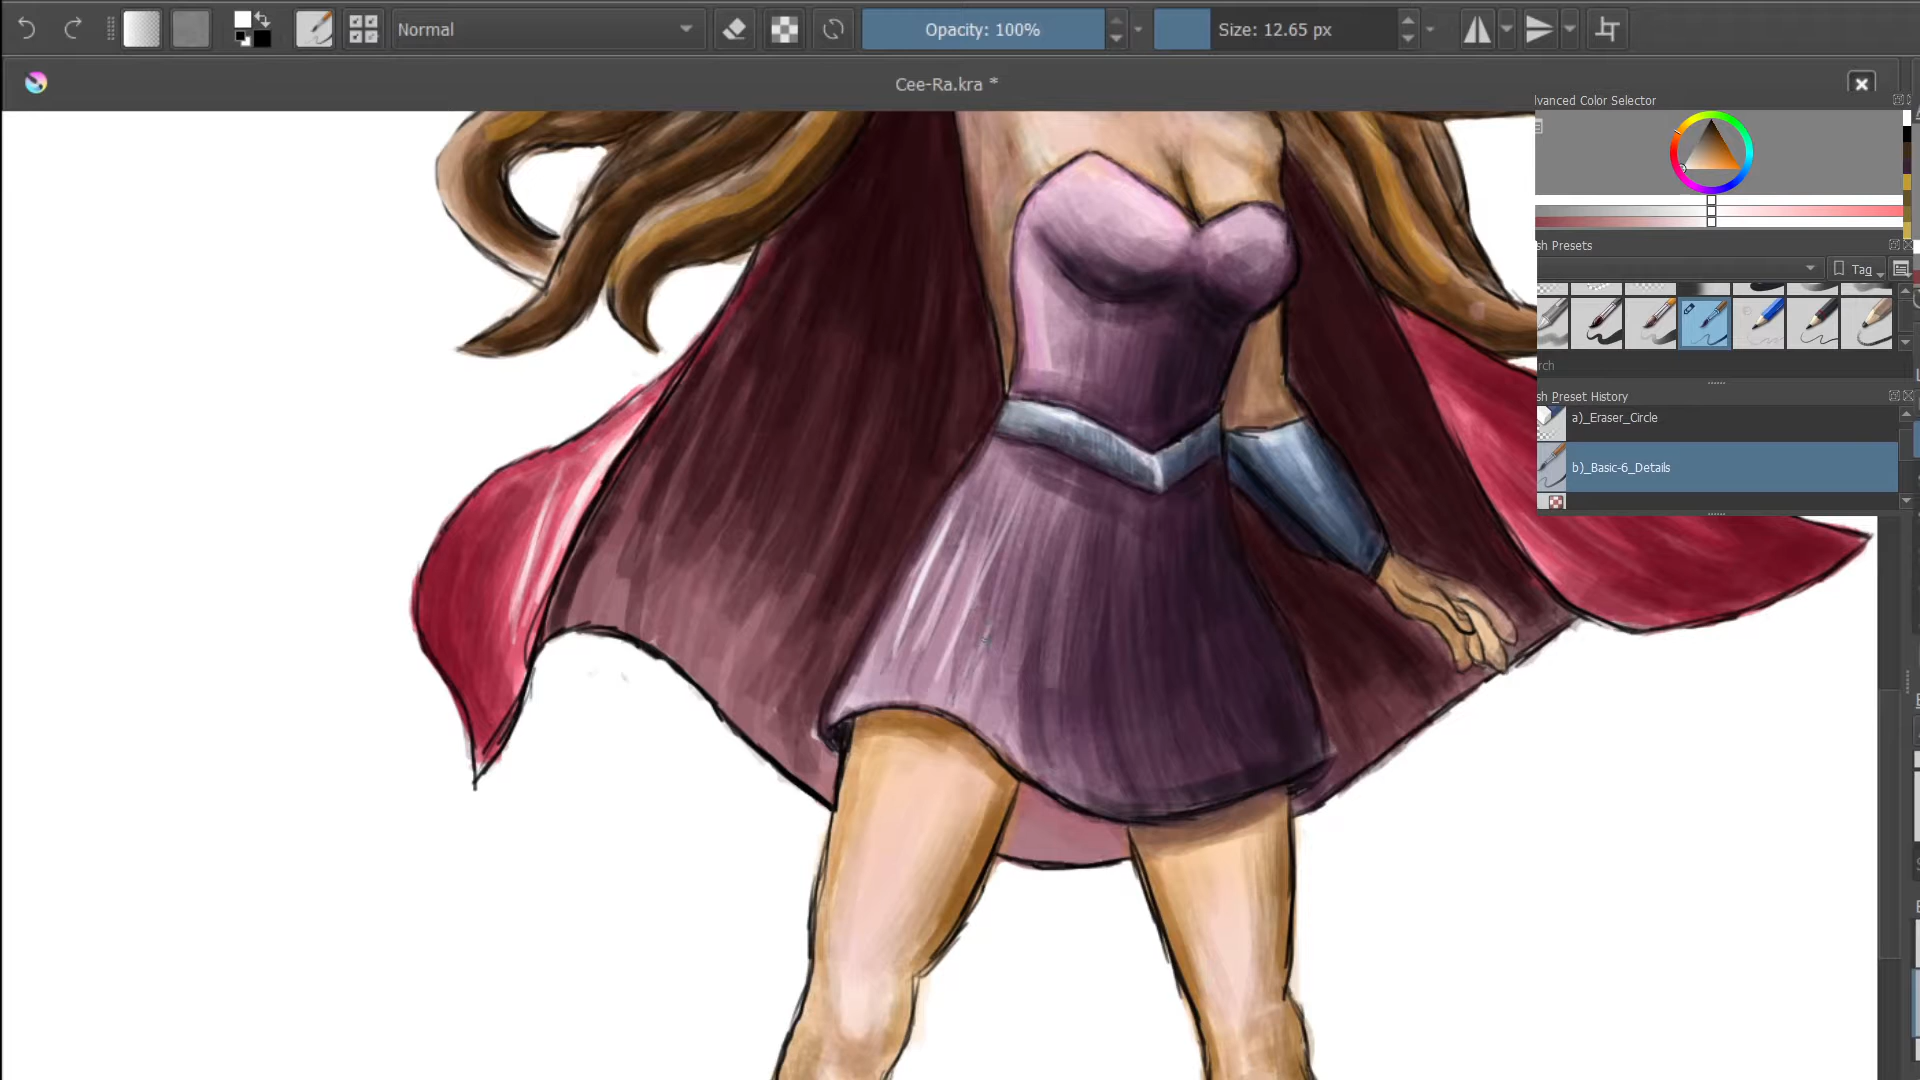 Normal
Opacity: 100%
Size: 12.65 px
Cee-Ra.kra *
dvanced Color Selector
sh Presets
Tag
rch
sh Preset History
a)_Eraser_Circle
b)_Basic-6_Details